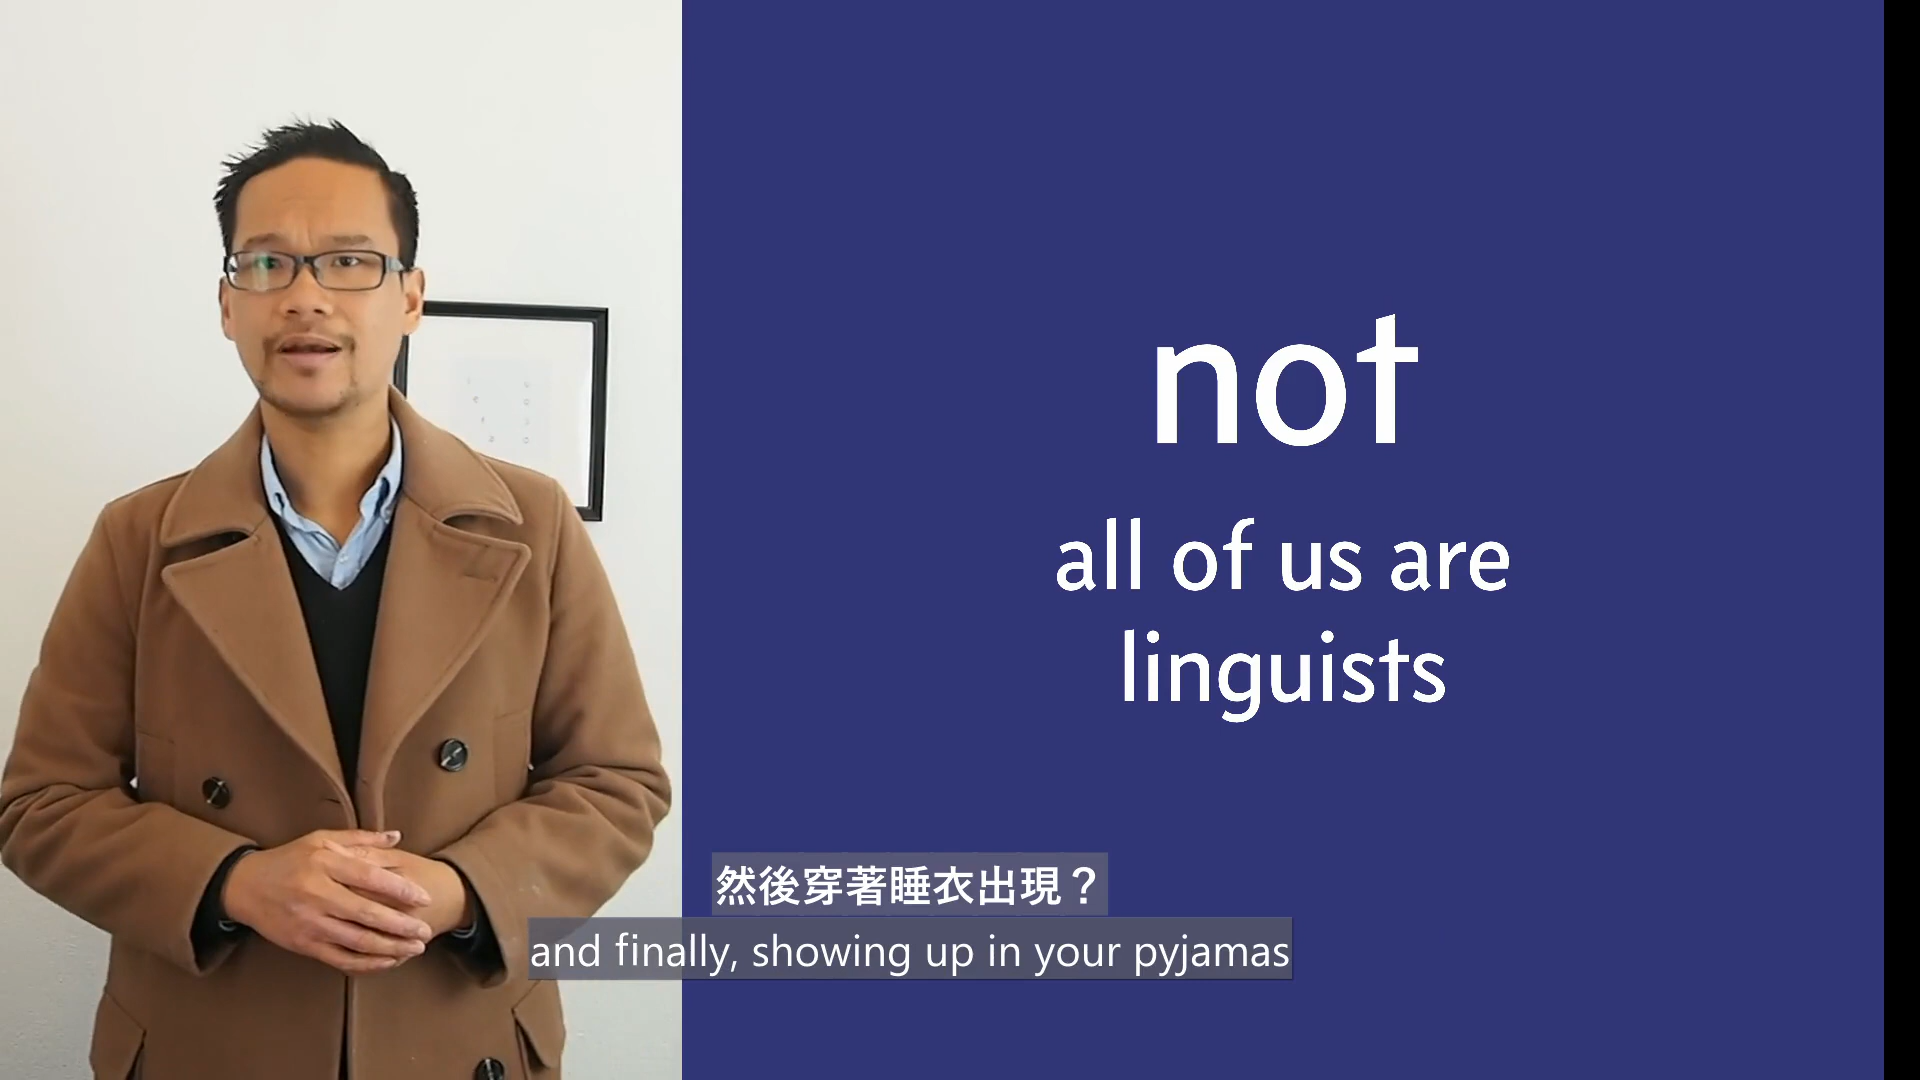 not
all of us are
linguists
然後穿著睡衣出現？
and finally, showing up in your pyjamas